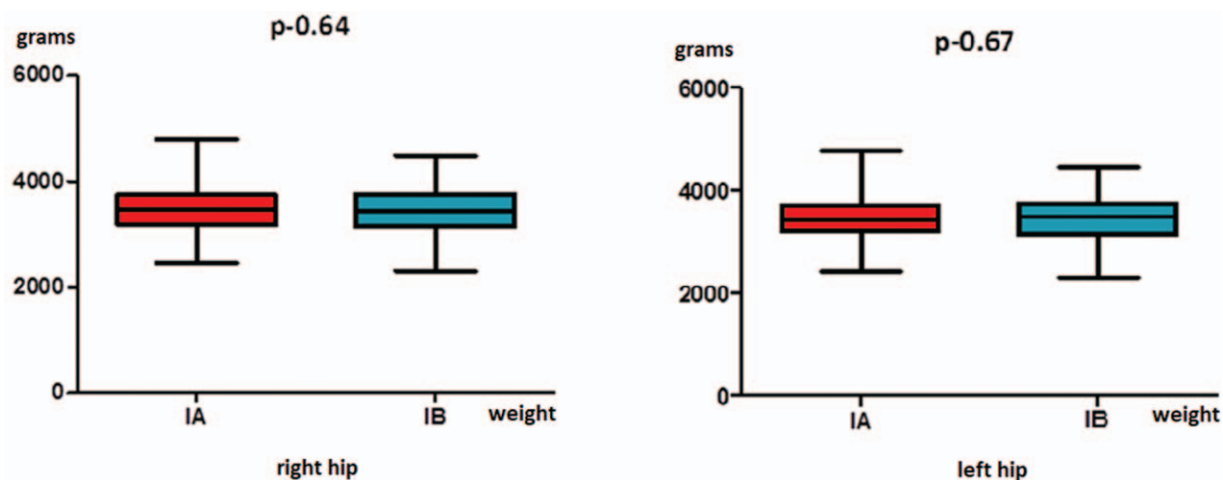 p-0.64
grams
6000
4000
2000
0
IA
IB
weight
right hip
p-0.67
grams
6000
4000
2000
0
IA
IB
weight
left hip